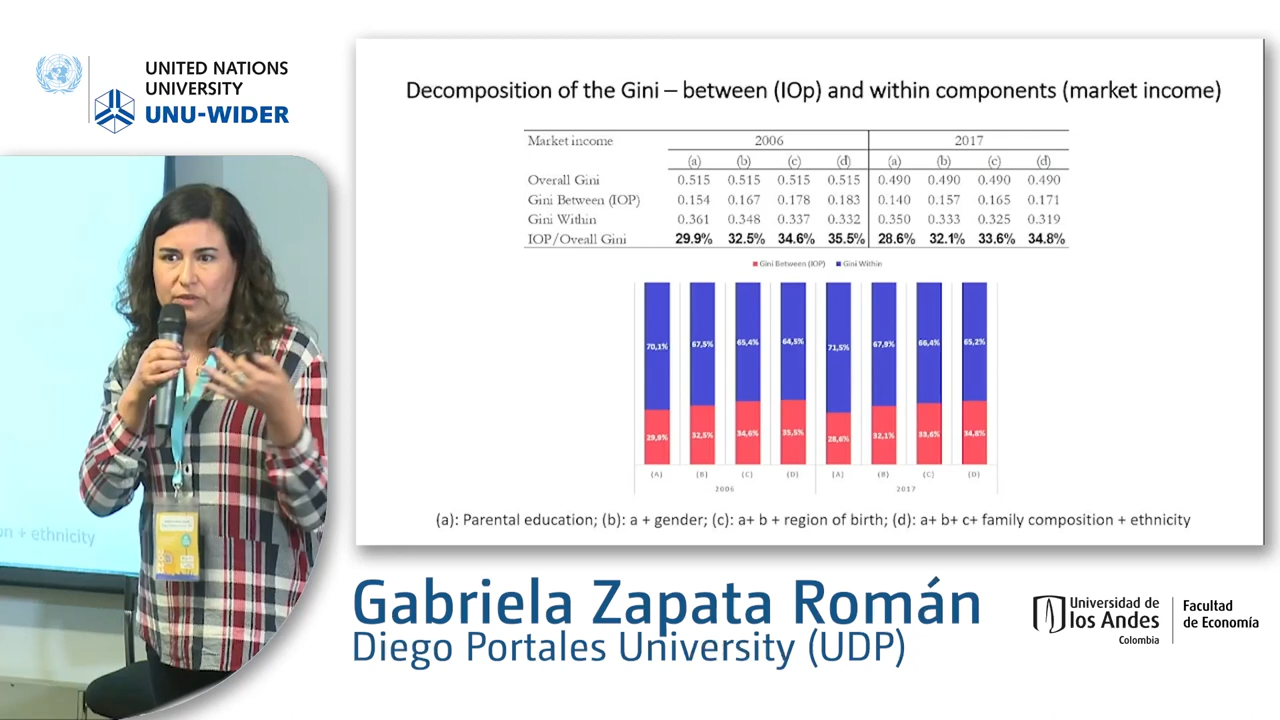 UNITED NATIONS
UNIVERSITY
UNU-WIDER
Decomposition of the Gini – between (IOp) and within components (market income)
Market income 2006 2017
(a) (b) (c) (d) (a) (b) (c) (d)
Overall Gini 0.515 0.515 0.515 0.515 0.490 0.490 0.490 0.490
Gini Between (IOP) 0.154 0.167 0.178 0.183 0.140 0.157 0.165 0.171
Gini Within 0.361 0.348 0.337 0.332 0.350 0.333 0.325 0.319
IOP/Oveall Gini 29.9% 32.5% 34.6% 35.5% 28.6% 32.1% 33.6% 34.8%
Gini Between (IOP) Gini Within
70,1% 67,5% 65,4% 64,5% 71,5% 67,9% 66,4% 65,2%
29,9% 32,5% 34,6% 35,5% 28,6% 32,1% 33,6% 34,8%
(A) (B) (C) (D) (A) (B) (C) (D)
2006 2017
(a): Parental education; (b): a + gender; (c): a+ b + region of birth; (d): a+ b+ c+ family composition + ethnicity
on + ethnicity
Gabriela Zapata Román
Diego Portales University (UDP)
Universidad de
los Andes
Colombia
Facultad
de Economía